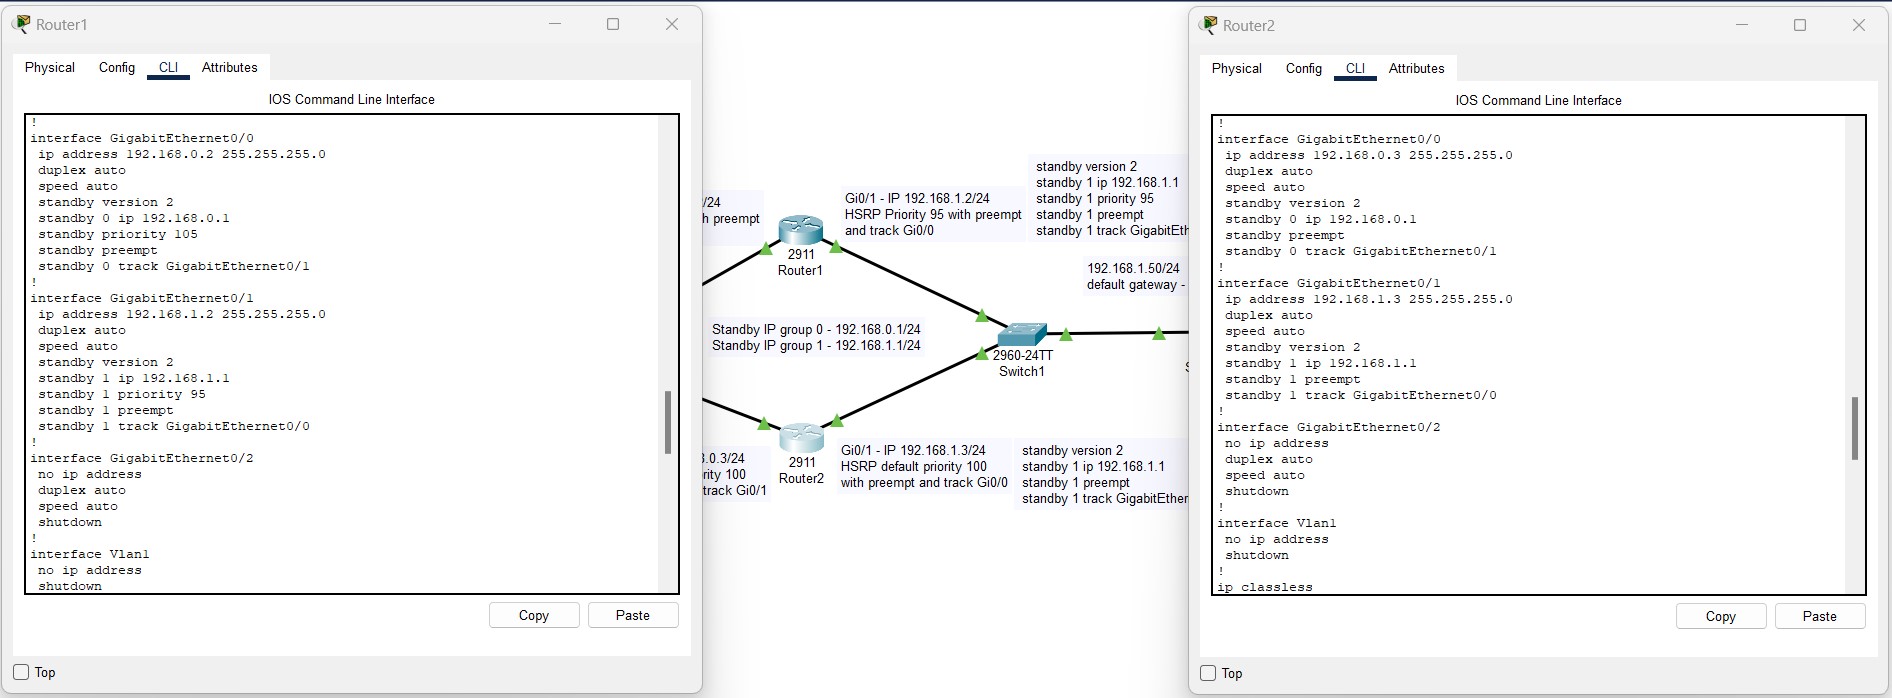 Router1
Physical Config CLI Attributes
IOS Command Line Interface
!
interface GigabitEthernet0/0
ip address 192.168.0.2 255.255.255.0
duplex auto
speed auto
standby version 2
standby 0 ip 192.168.0.1
standby priority 105
standby preempt
standby 0 track GigabitEthernet0/1
!
interface GigabitEthernet0/1
ip address 192.168.1.2 255.255.255.0
duplex auto
speed auto
standby version 2
standby 1 ip 192.168.1.1
standby 1 priority 95
standby 1 preempt
standby 1 track GigabitEthernet0/0
!
interface GigabitEthernet0/2
no ip address
duplex auto
speed auto
shutdown
!
interface Vlan1
no ip address
shutdown
Copy Paste
Top
/24
h preempt
2911
Router1
Gi0/1 - IP 192.168.1.2/24
HSRP Priority 95 with preempt
and track Gi0/0
standby version 2
standby 1 ip 192.168.1.1
standby 1 priority 95
standby 1 preempt
standby 1 track GigabitEth
192.168.1.50/24
default gateway -
Standby IP group 0 - 192.168.0.1/24
Standby IP group 1 - 192.168.1.1/24
2960-24TT
Switch1
S
3.0.3/24
rity 100
track Gi0/1
2911
Router2
Gi0/1 - IP 192.168.1.3/24
HSRP default priority 100
with preempt and track Gi0/0
standby version 2
standby 1 ip 192.168.1.1
standby 1 preempt
standby 1 track GigabitEther
Router2
Physical Config CLI Attributes
IOS Command Line Interface
!
interface GigabitEthernet0/0
ip address 192.168.0.3 255.255.255.0
duplex auto
speed auto
standby version 2
standby 0 ip 192.168.0.1
standby preempt
standby 0 track GigabitEthernet0/1
!
interface GigabitEthernet0/1
ip address 192.168.1.3 255.255.255.0
duplex auto
speed auto
standby version 2
standby 1 ip 192.168.1.1
standby 1 preempt
standby 1 track GigabitEthernet0/0
!
interface GigabitEthernet0/2
no ip address
duplex auto
speed auto
shutdown
!
interface Vlan1
no ip address
shutdown
!
ip classless
Copy Paste
Top